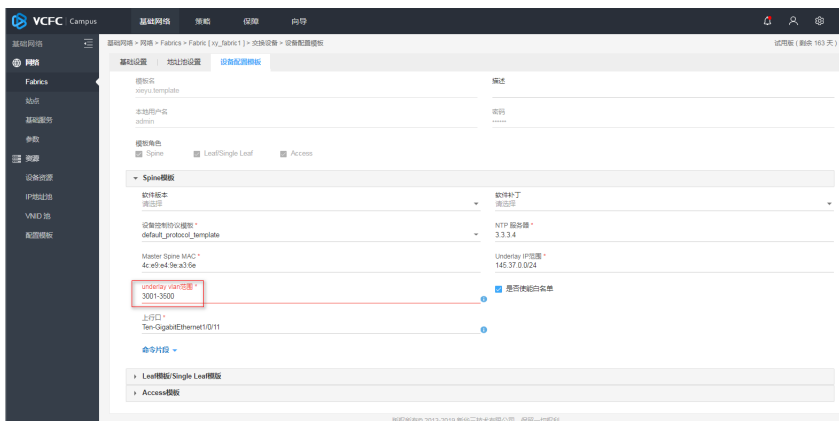 VCFC | Campus 基础网络 策略 保障 向导
基础网络
基础网络 > 网络 > Fabrics > Fabric [ xy_fabric1 ] > 交换设备 > 设备配置模板 试用版 ( 剩余 163 天 )
网络
Fabrics
站点
基础服务
参数
资源
设备资源
IP地址池
VNID 池
配置模板
基础设置 地址池设置 设备配置模板
模板名 描述
xieyu.template
本地用户名 密码
admin ······
模板角色
Spine Leaf/Single Leaf Access
Spine模板
软件版本 软件补丁
请选择 请选择
设备控制协议模板 * NTP 服务器 *
default_protocol_template 3.3.3.4
Master Spine MAC * Underlay IP范围 *
4c:e9:e4:9e:a3:6e 145.37.0.0/24
underlay vlan范围 * 是否使能白名单
3001-3500
上行口 *
Ten-GigabitEthernet1/0/11
命令片段
Leaf模板/Single Leaf模版
Access模板